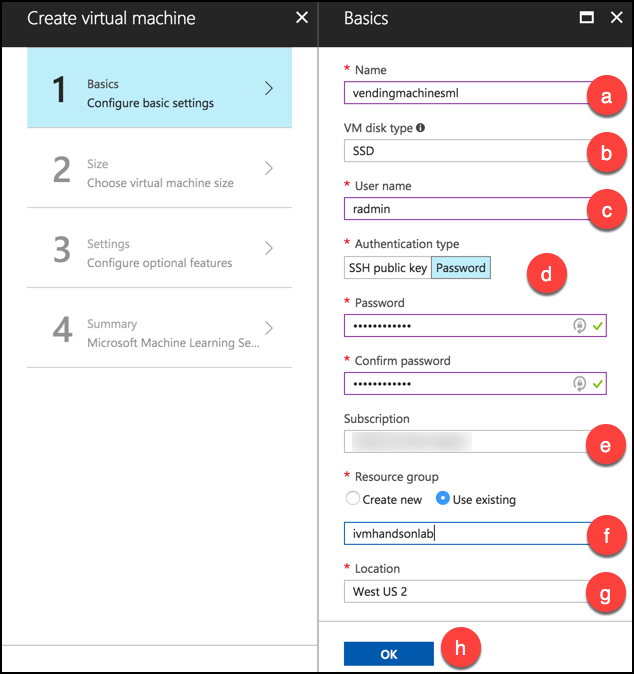 Create virtual machine
1
Basics
Configure basic settings
2
Size
Choose virtual machine size
3
Settings
Configure optional features
4
Summary
Microsoft Machine Learning Se...
Basics
* Name
vendingmachinesml
a
VM disk type
SSD
b
* User name
radmin
c
* Authentication type
SSH public key Password
d
* Password
••••••••••••
* Confirm password
••••••••••••
Subscription
e
* Resource group
Create new Use existing
ivmhandsonlab
f
* Location
West US 2
g
OK
h